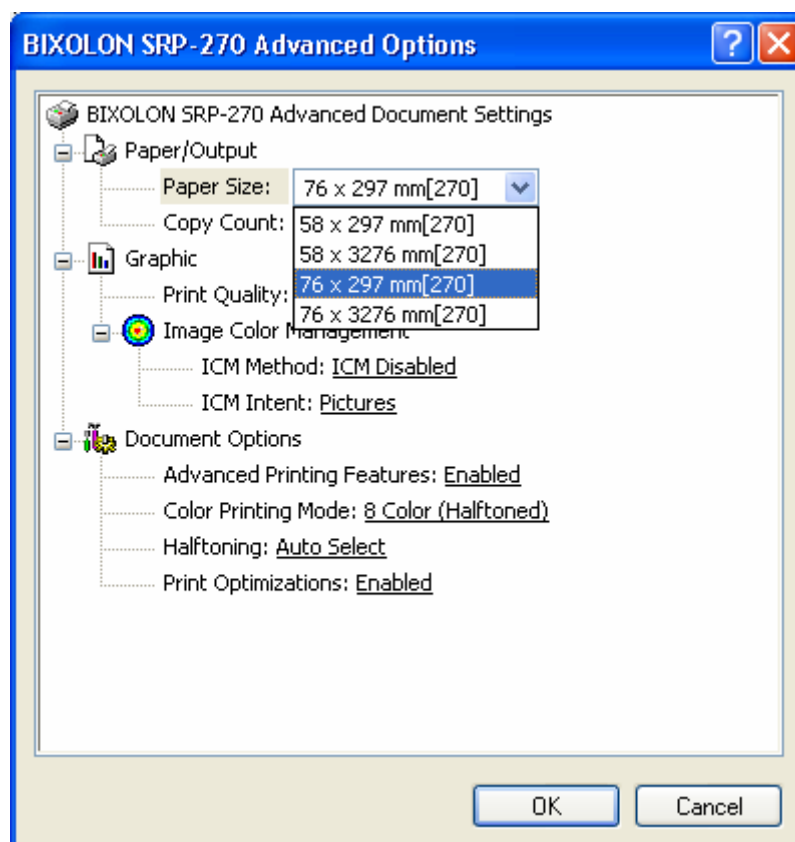 BIXOLON SRP-270 Advanced Options
BIXOLON SRP-270 Advanced Document Settings
Paper/Output
Paper Size: 76 x 297 mm[270]
Copy Count: 58 x 297 mm[270]
58 x 3276 mm[270]
Graphic
76 x 297 mm[270]
Print Quality:
76 x 3276 mm[270]
Image Color Management
ICM Method: ICM Disabled
ICM Intent: Pictures
Document Options
Advanced Printing Features: Enabled
Color Printing Mode: 8 Color (Halftoned)
Halftoning: Auto Select
Print Optimizations: Enabled
OK Cancel